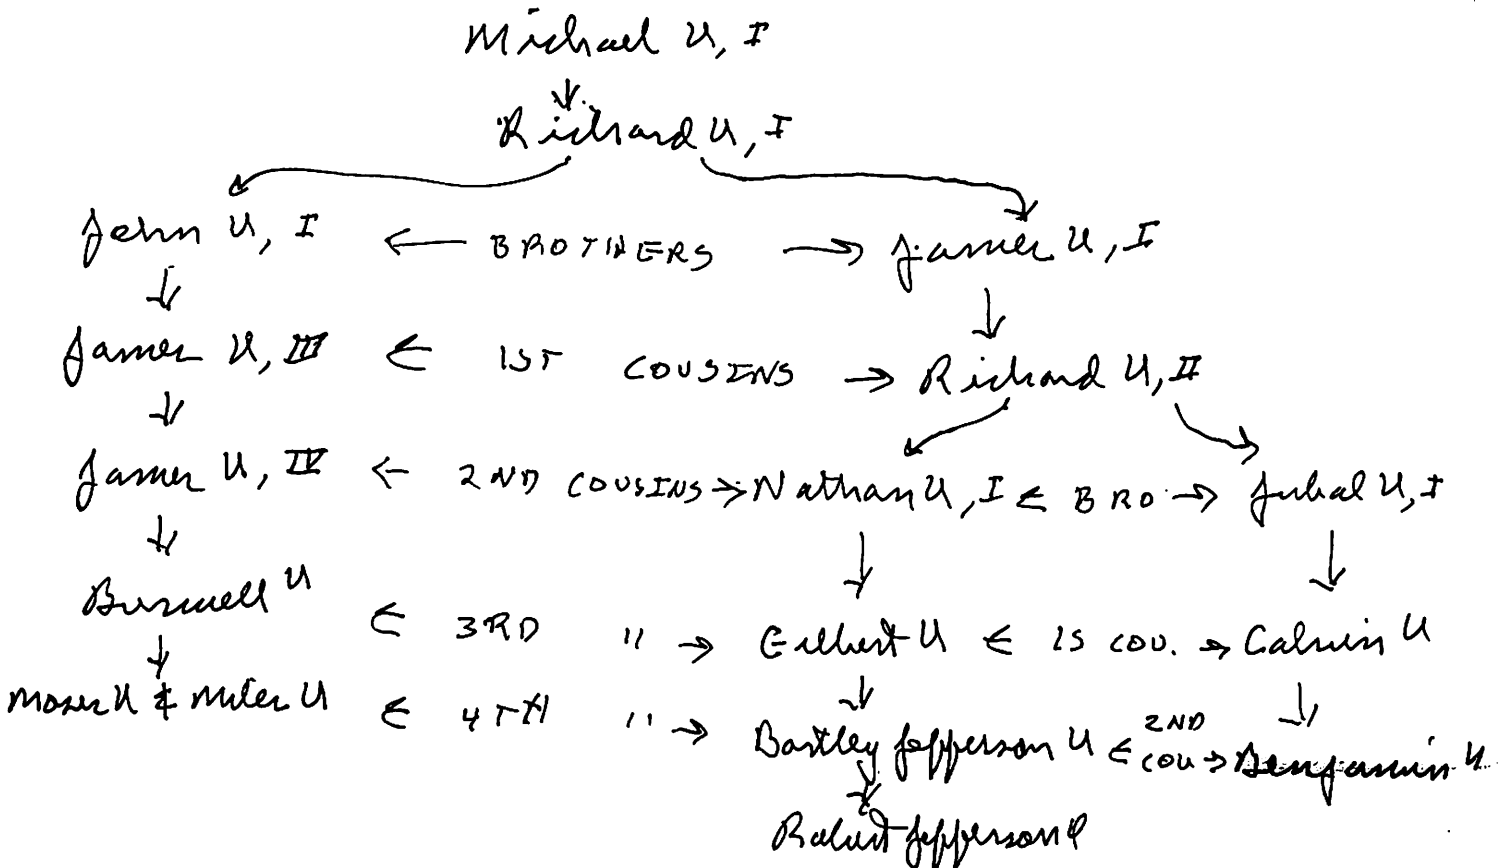 Michael U, I
Richard U, I
John U, I ← BROTHERS → James U, I
James U, III ← 1ST COUSINS → Richard U, II
James U, IV ← 2ND COUSINS → Nathan U, I ← BRO → Jubal U, I
Burwell U ← 3RD " → Gilbert U ← 1S COU. → Calvin U
Moses U & Miles U ← 4TH " → Bartley Jefferson U ← 2ND COU → Benjamin U
Robert Jefferson